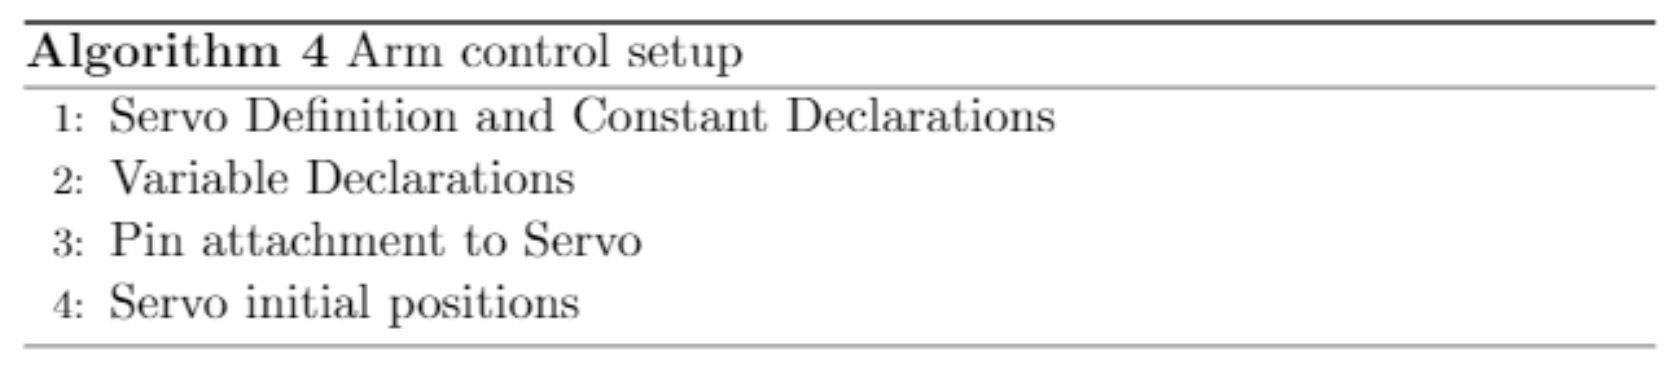 Algorithm 4 Arm control setup
1: Servo Definition and Constant Declarations
2: Variable Declarations
3: Pin attachment to Servo
4: Servo initial positions